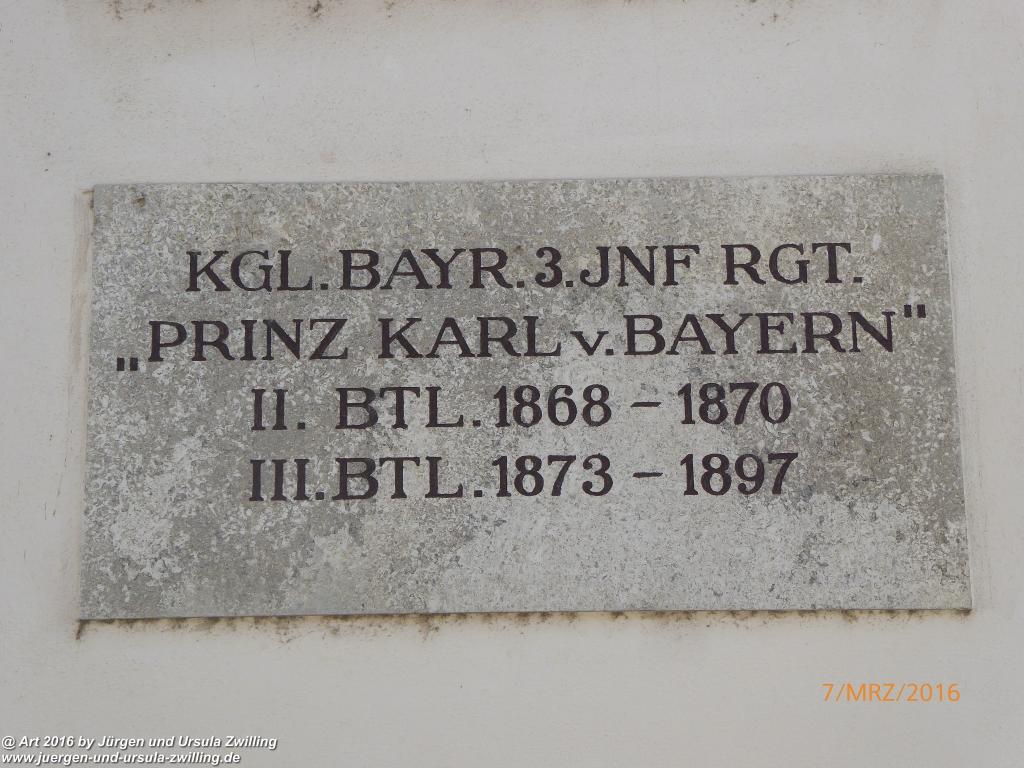 KGL. BAYR. 3. JNF RGT.
„PRINZ KARL v. BAYERN"
II. BTL. 1868 – 1870
III. BTL. 1873 – 1897
7/MRZ/2016
@ Art 2016 by Jürgen und Ursula Zwilling
www.juergen-und-ursula-zwilling.de